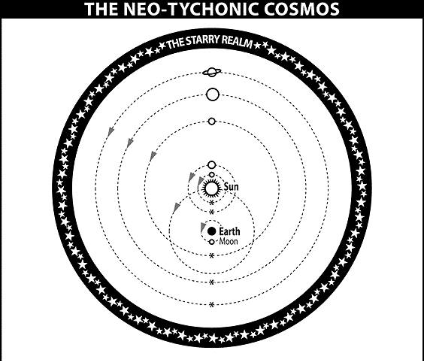 THE NEO-TYCHONIC COSMOS
THE STARRY REALM
Sun
Earth
Moon